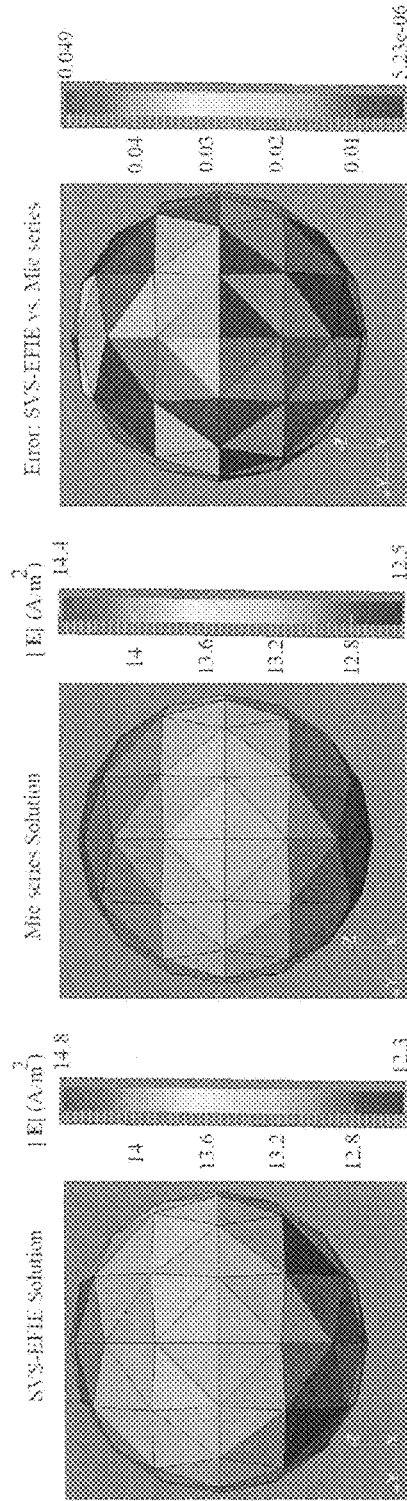 SVS-EFIE Solution
|E| (A/m²)
14.8
14
13.6
13.2
12.8
12.3
Mie series Solution
|E| (A/m²)
14.4
14
13.6
13.2
12.8
12.5
Error: SVS-EFIE vs. Mie series
0.049
0.04
0.03
0.02
0.01
5.23e-06